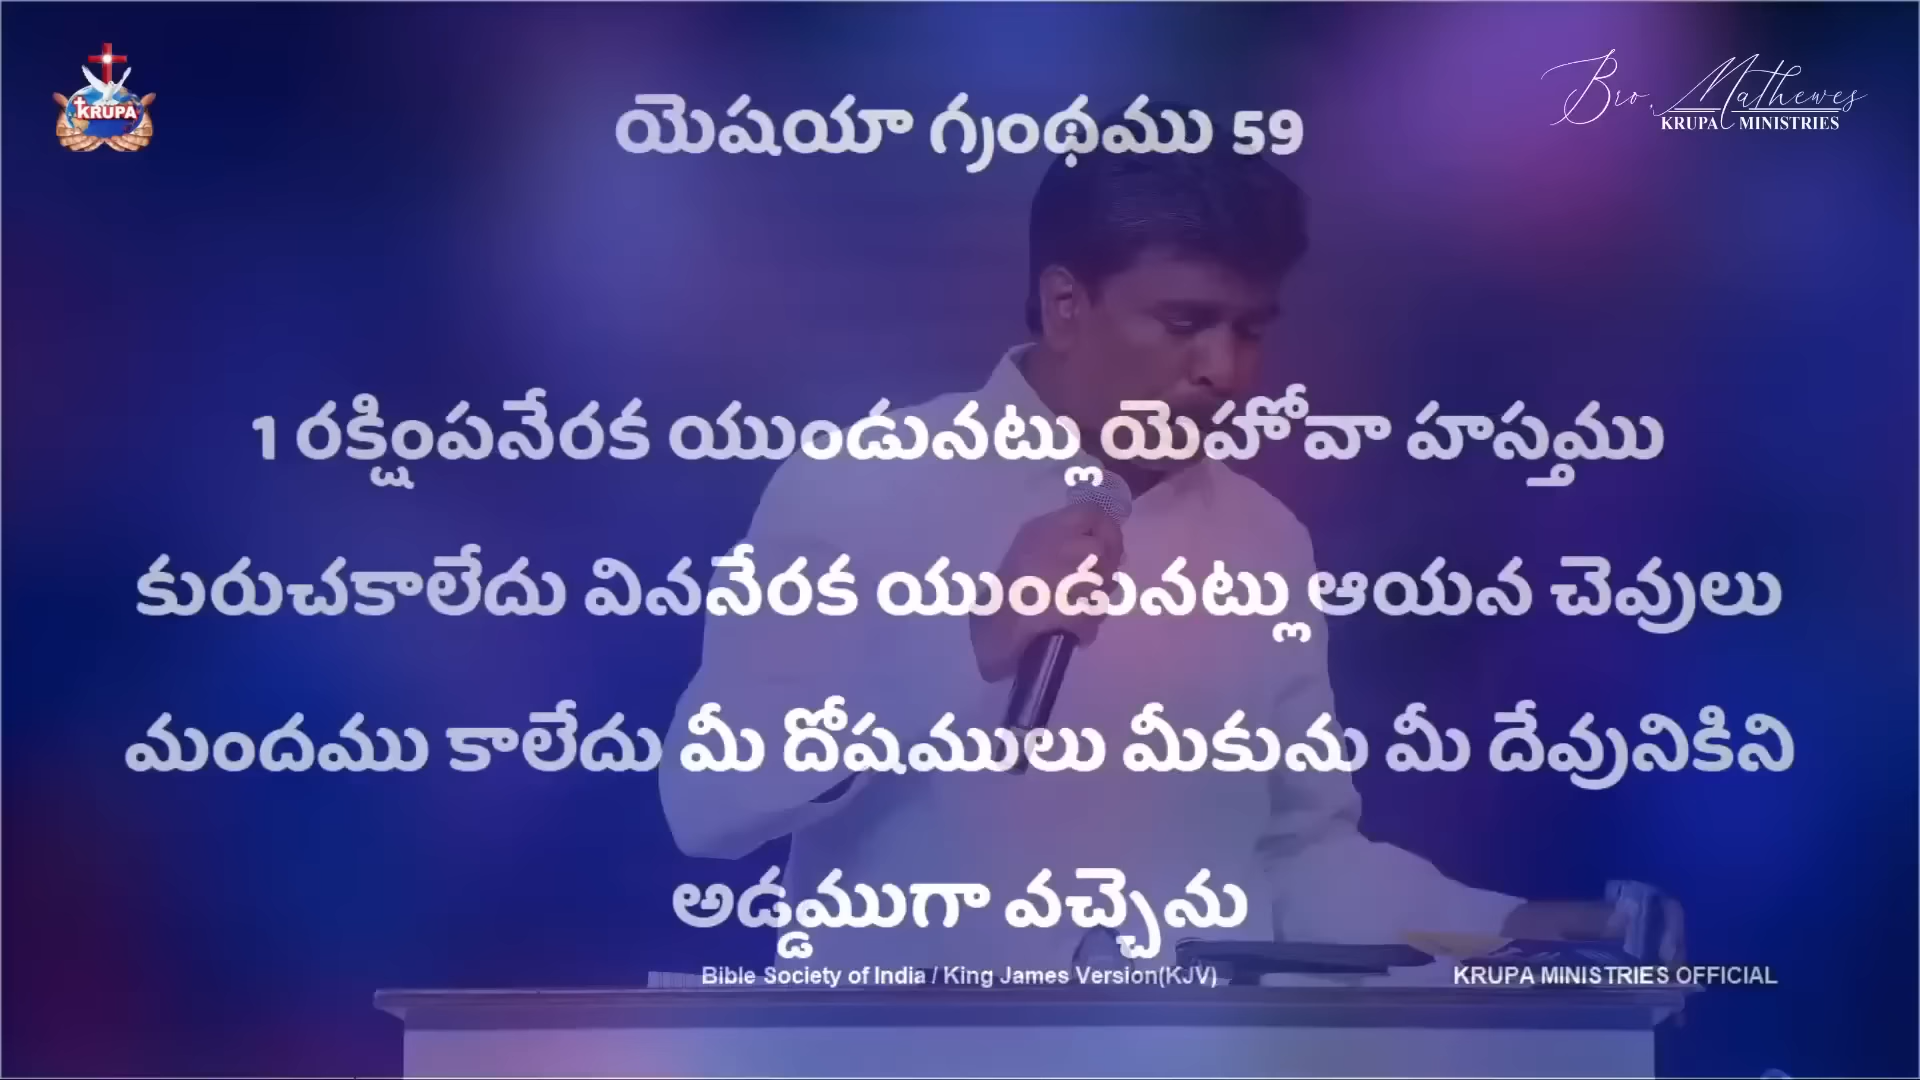 KRUPA
Bro. Mathewes
KRUPA MINISTRIES
యెషయా గ్రంథము 59
1 రక్షింపనేరక యుండునట్లు యెహోవా హస్తము
కురుచకాలేదు విననేరక యుండునట్లు ఆయన చెవులు
మందము కాలేదు మీ దోషములు మీకును మీ దేవునికిని
అడ్డముగా వచ్చెను
Bible Society of India / King James Version(KJV)
KRUPA MINISTRIES OFFICIAL